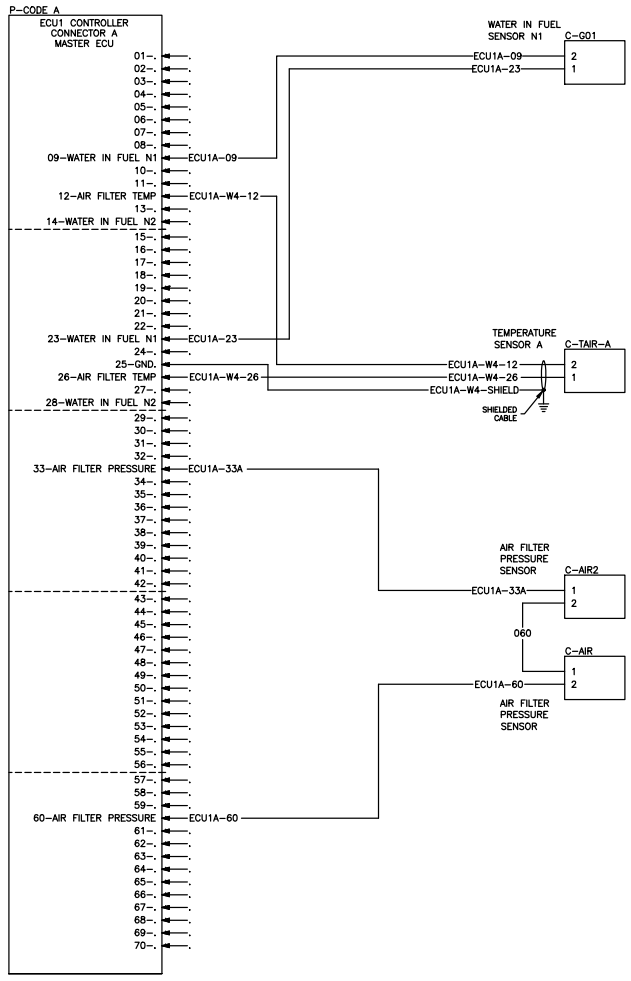 P-CODE A
ECU1 CONTROLLER
CONNECTOR A
MASTER ECU
01-.
02-.
03-.
04-.
05-.
06-.
07-.
08-.
09-WATER IN FUEL N1 ECU1A-09
10-.
11-.
12-AIR FILTER TEMP ECU1A-W4-12
13-.
14-WATER IN FUEL N2
15-.
16-.
17-.
18-.
19-.
20-.
21-.
22-.
23-WATER IN FUEL N1 ECU1A-23
24-.
25-GND.
26-AIR FILTER TEMP ECU1A-W4-26
27-.
28-WATER IN FUEL N2
29-.
30-.
31-.
32-.
33-AIR FILTER PRESSURE ECU1A-33A
34-.
35-.
36-.
37-.
38-.
39-.
40-.
41-.
42-.
43-.
44-.
45-.
46-.
47-.
48-.
49-.
50-.
51-.
52-.
53-.
54-.
55-.
56-.
57-.
58-.
59-.
60-AIR FILTER PRESSURE ECU1A-60
61-.
62-.
63-.
64-.
65-.
66-.
67-.
68-.
69-.
70-.
WATER IN FUEL
SENSOR N1
C-G01
ECU1A-09 2
ECU1A-23 1
TEMPERATURE
SENSOR A
C-TAIR-A
ECU1A-W4-12 2
ECU1A-W4-26 1
ECU1A-W4-SHIELD
SHIELDED
CABLE
AIR FILTER
PRESSURE
SENSOR
C-AIR2
ECU1A-33A 1
2
060
C-AIR
1
ECU1A-60 2
AIR FILTER
PRESSURE
SENSOR